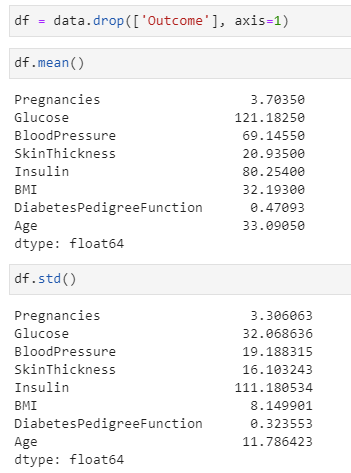 df = data.drop(['Outcome'], axis=1)
df.mean()
Pregnancies 3.70350
Glucose 121.18250
BloodPressure 69.14550
SkinThickness 20.93500
Insulin 80.25400
BMI 32.19300
DiabetesPedigreeFunction 0.47093
Age 33.09050
dtype: float64
df.std()
Pregnancies 3.306063
Glucose 32.068636
BloodPressure 19.188315
SkinThickness 16.103243
Insulin 111.180534
BMI 8.149901
DiabetesPedigreeFunction 0.323553
Age 11.786423
dtype: float64